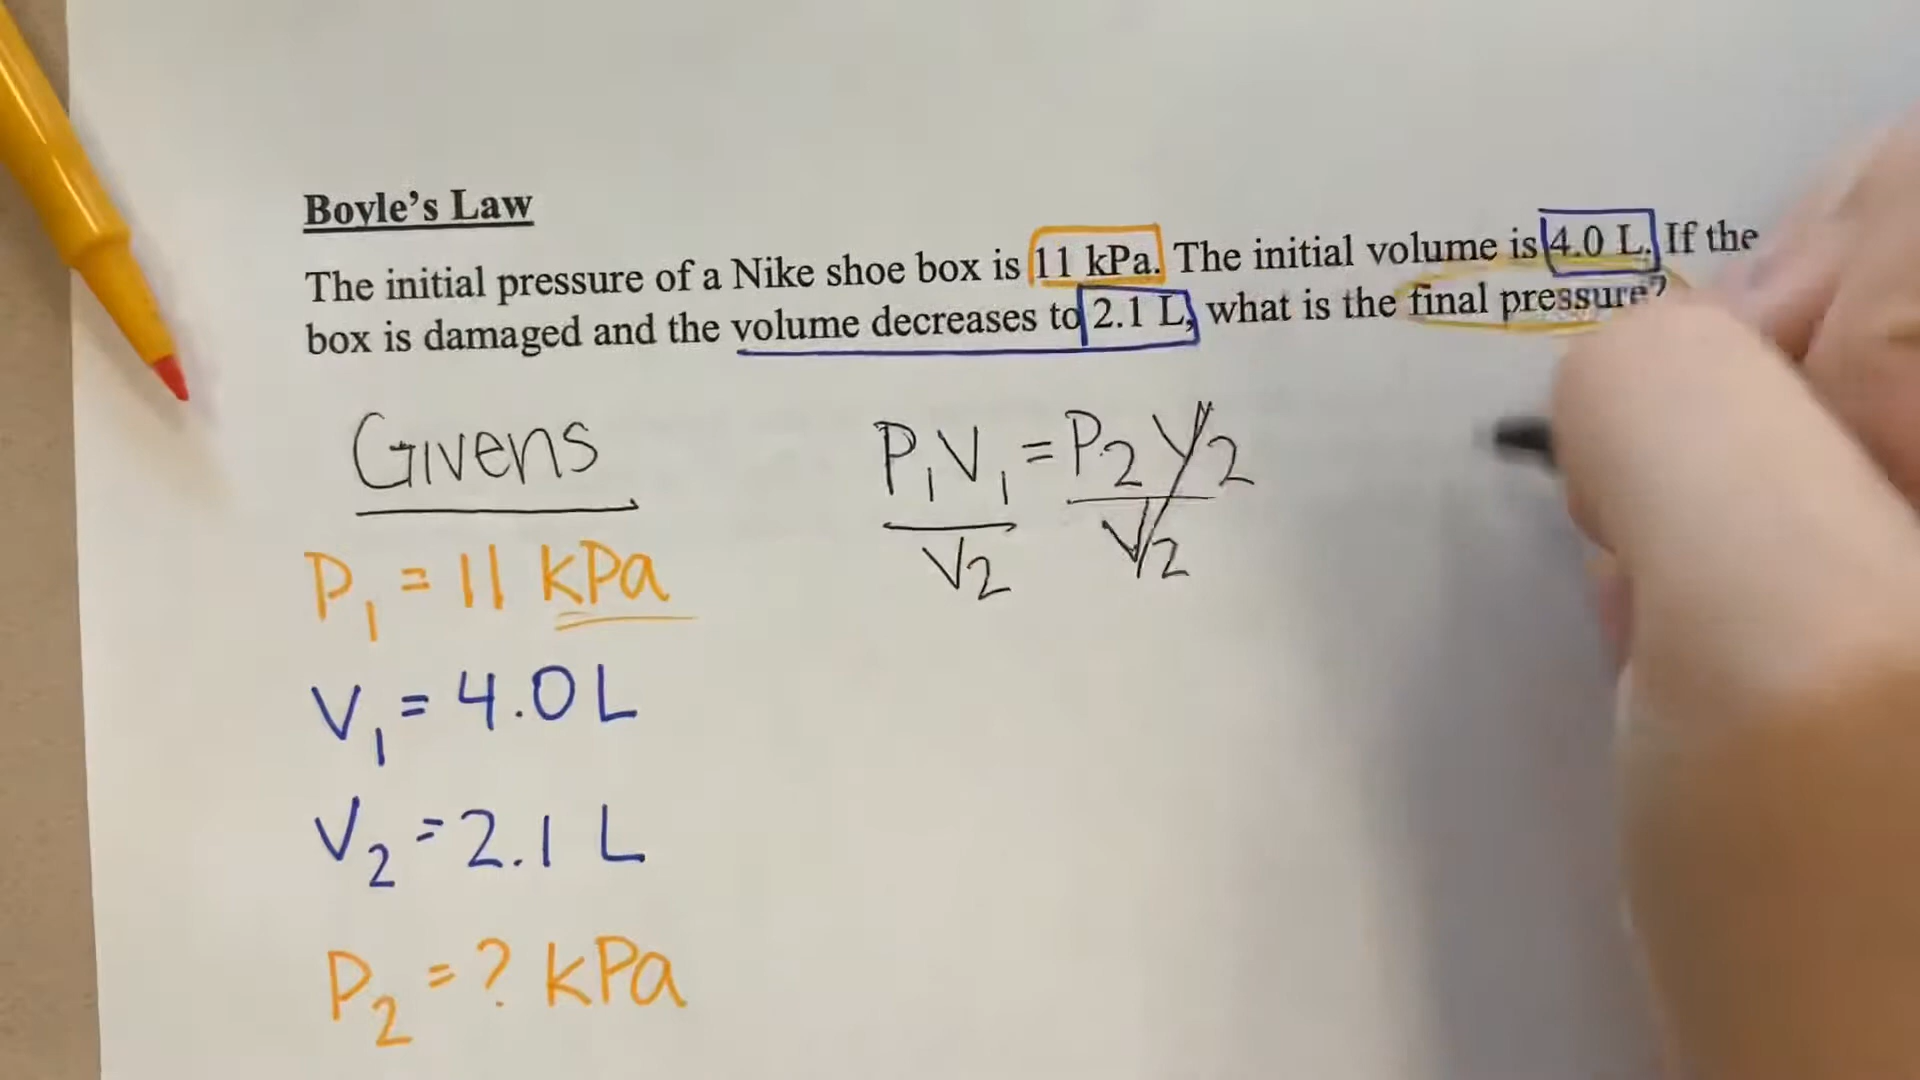 Boyle's Law
The initial pressure of a Nike shoe box is 11 kPa. The initial volume is 4.0 L. If the
box is damaged and the volume decreases to 2.1 L, what is the final pressure?
Givens
P₁V₁ = P₂V₂
V₂ V₂
P₁ = 11 kPa
V₁ = 4.0 L
V₂ = 2.1 L
P₂ = ? kPa